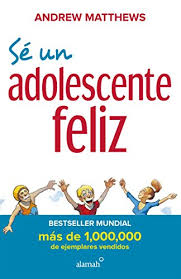 ANDREW MATTHEWS
Sé un
adolescente
feliz
BESTSELLER MUNDIAL
más de 1,000,000
de ejemplares vendidos
alamah